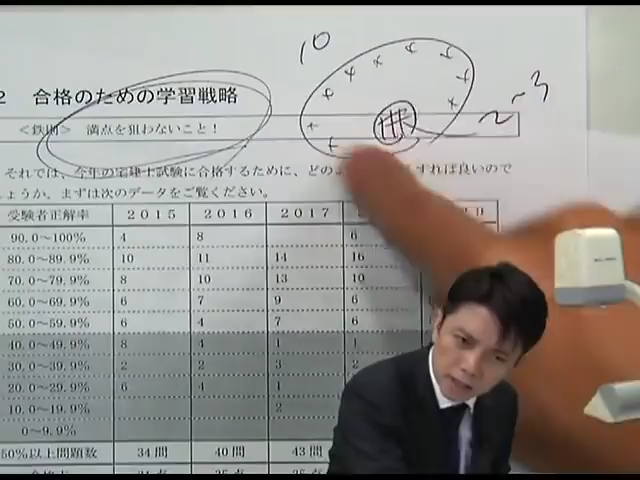 10
2 合格のための学習戦略
~3
<鉄則> 満点を狙わないこと!
それでは、今年の宅建士試験に合格するために、どの すれば良いので
しょうか。まずは次のデータをご覧ください。
受験者正解率 2015 2016 2017 19
90.0～100% 4 8 6
80.0～89.9% 10 11 14 16
70.0～79.9% 8 10 13 10
60.0～69.9% 6 7 9 6
50.0～59.9% 6 4 7 6
40.0～49.9% 8 4 1 1
30.0～39.9% 2 2 3 2
20.0～29.9% 6 4 1
10.0～19.9% 2
0～9.9%
50%以上問題数 34問 40問 43問